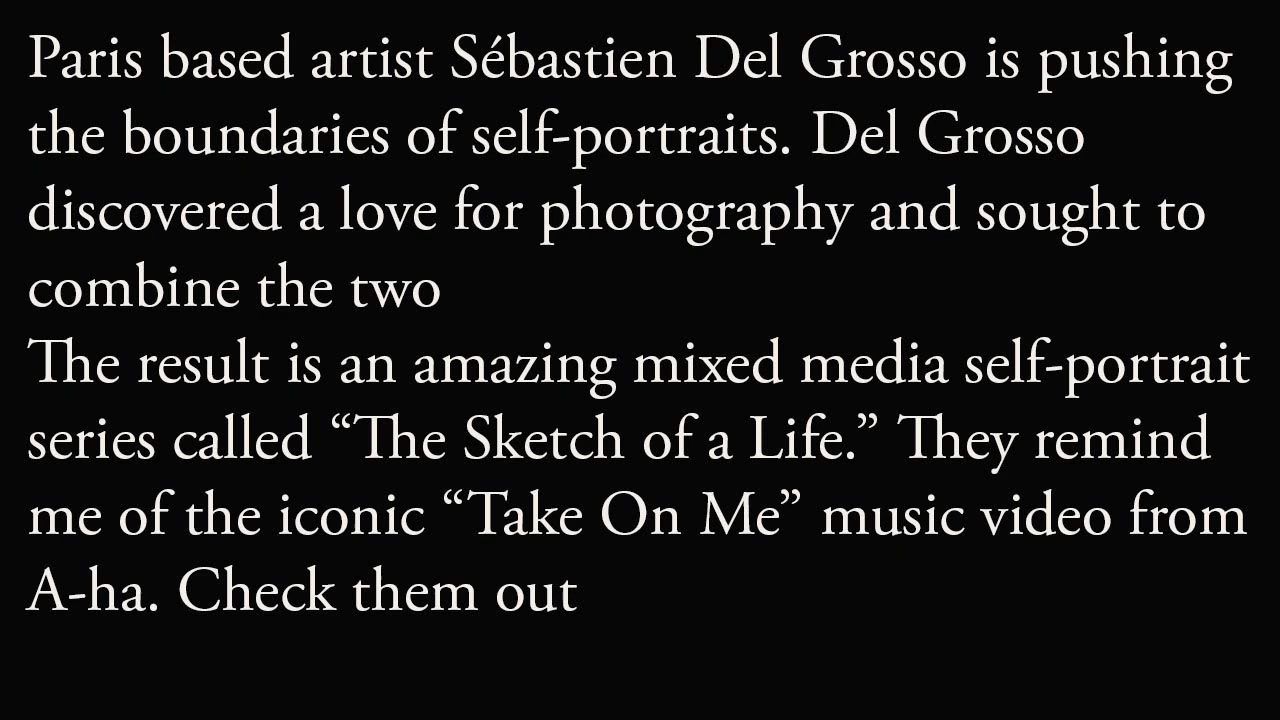 Paris based artist Sébastien Del Grosso is pushing
the boundaries of self-portraits. Del Grosso
discovered a love for photography and sought to
combine the two
The result is an amazing mixed media self-portrait
series called “The Sketch of a Life.” They remind
me of the iconic “Take On Me” music video from
A-ha. Check them out